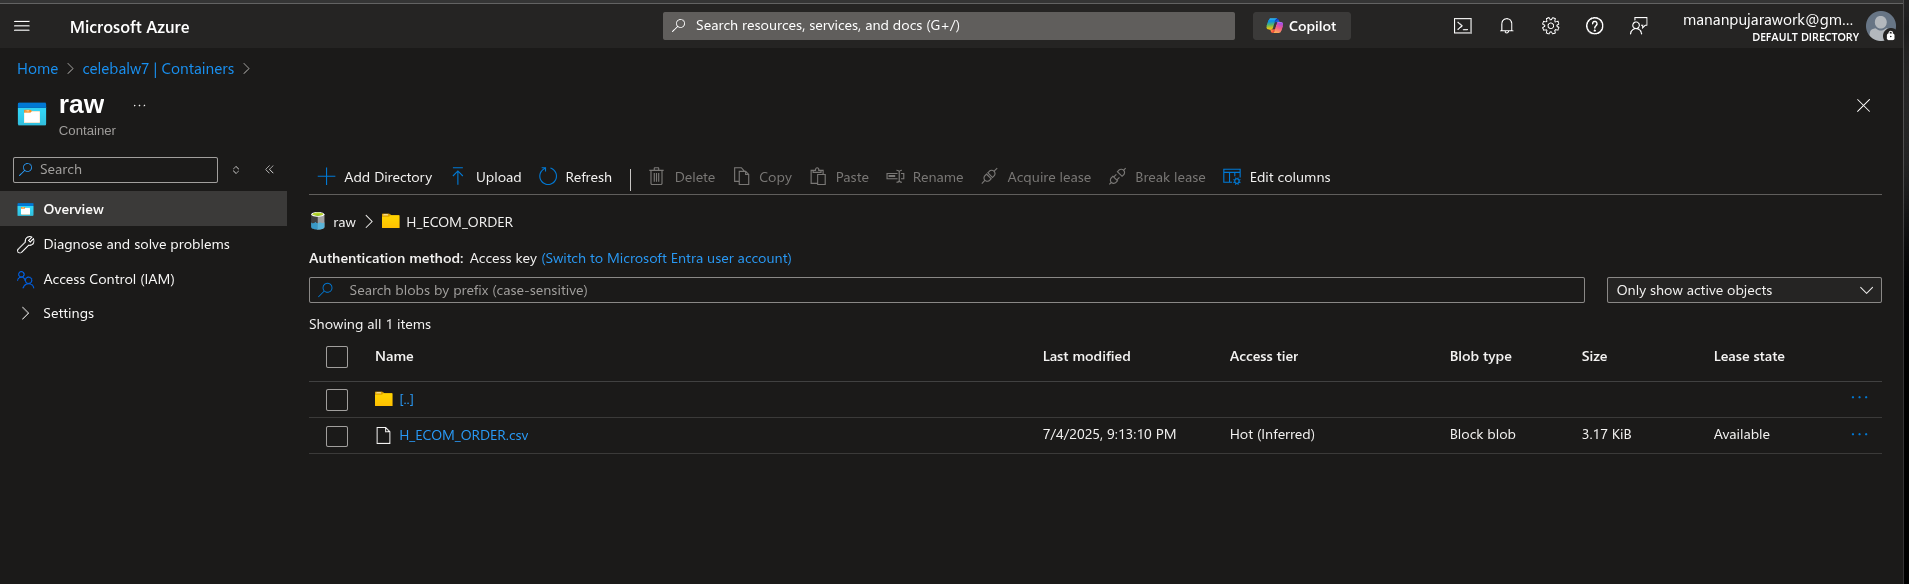 Microsoft Azure
Search resources, services, and docs (G+/)
Copilot
mananpujarawork@gm...
DEFAULT DIRECTORY
Home > celebalw7 | Containers >
raw ...
Container
Search
Overview
Diagnose and solve problems
Access Control (IAM)
Settings
Add Directory Upload Refresh Delete Copy Paste Rename Acquire lease Break lease Edit columns
raw > H_ECOM_ORDER
Authentication method: Access key (Switch to Microsoft Entra user account)
Search blobs by prefix (case-sensitive)
Only show active objects
Showing all 1 items
Name Last modified Access tier Blob type Size Lease state
[..] ...
H_ECOM_ORDER.csv 7/4/2025, 9:13:10 PM Hot (Inferred) Block blob 3.17 KiB Available ...